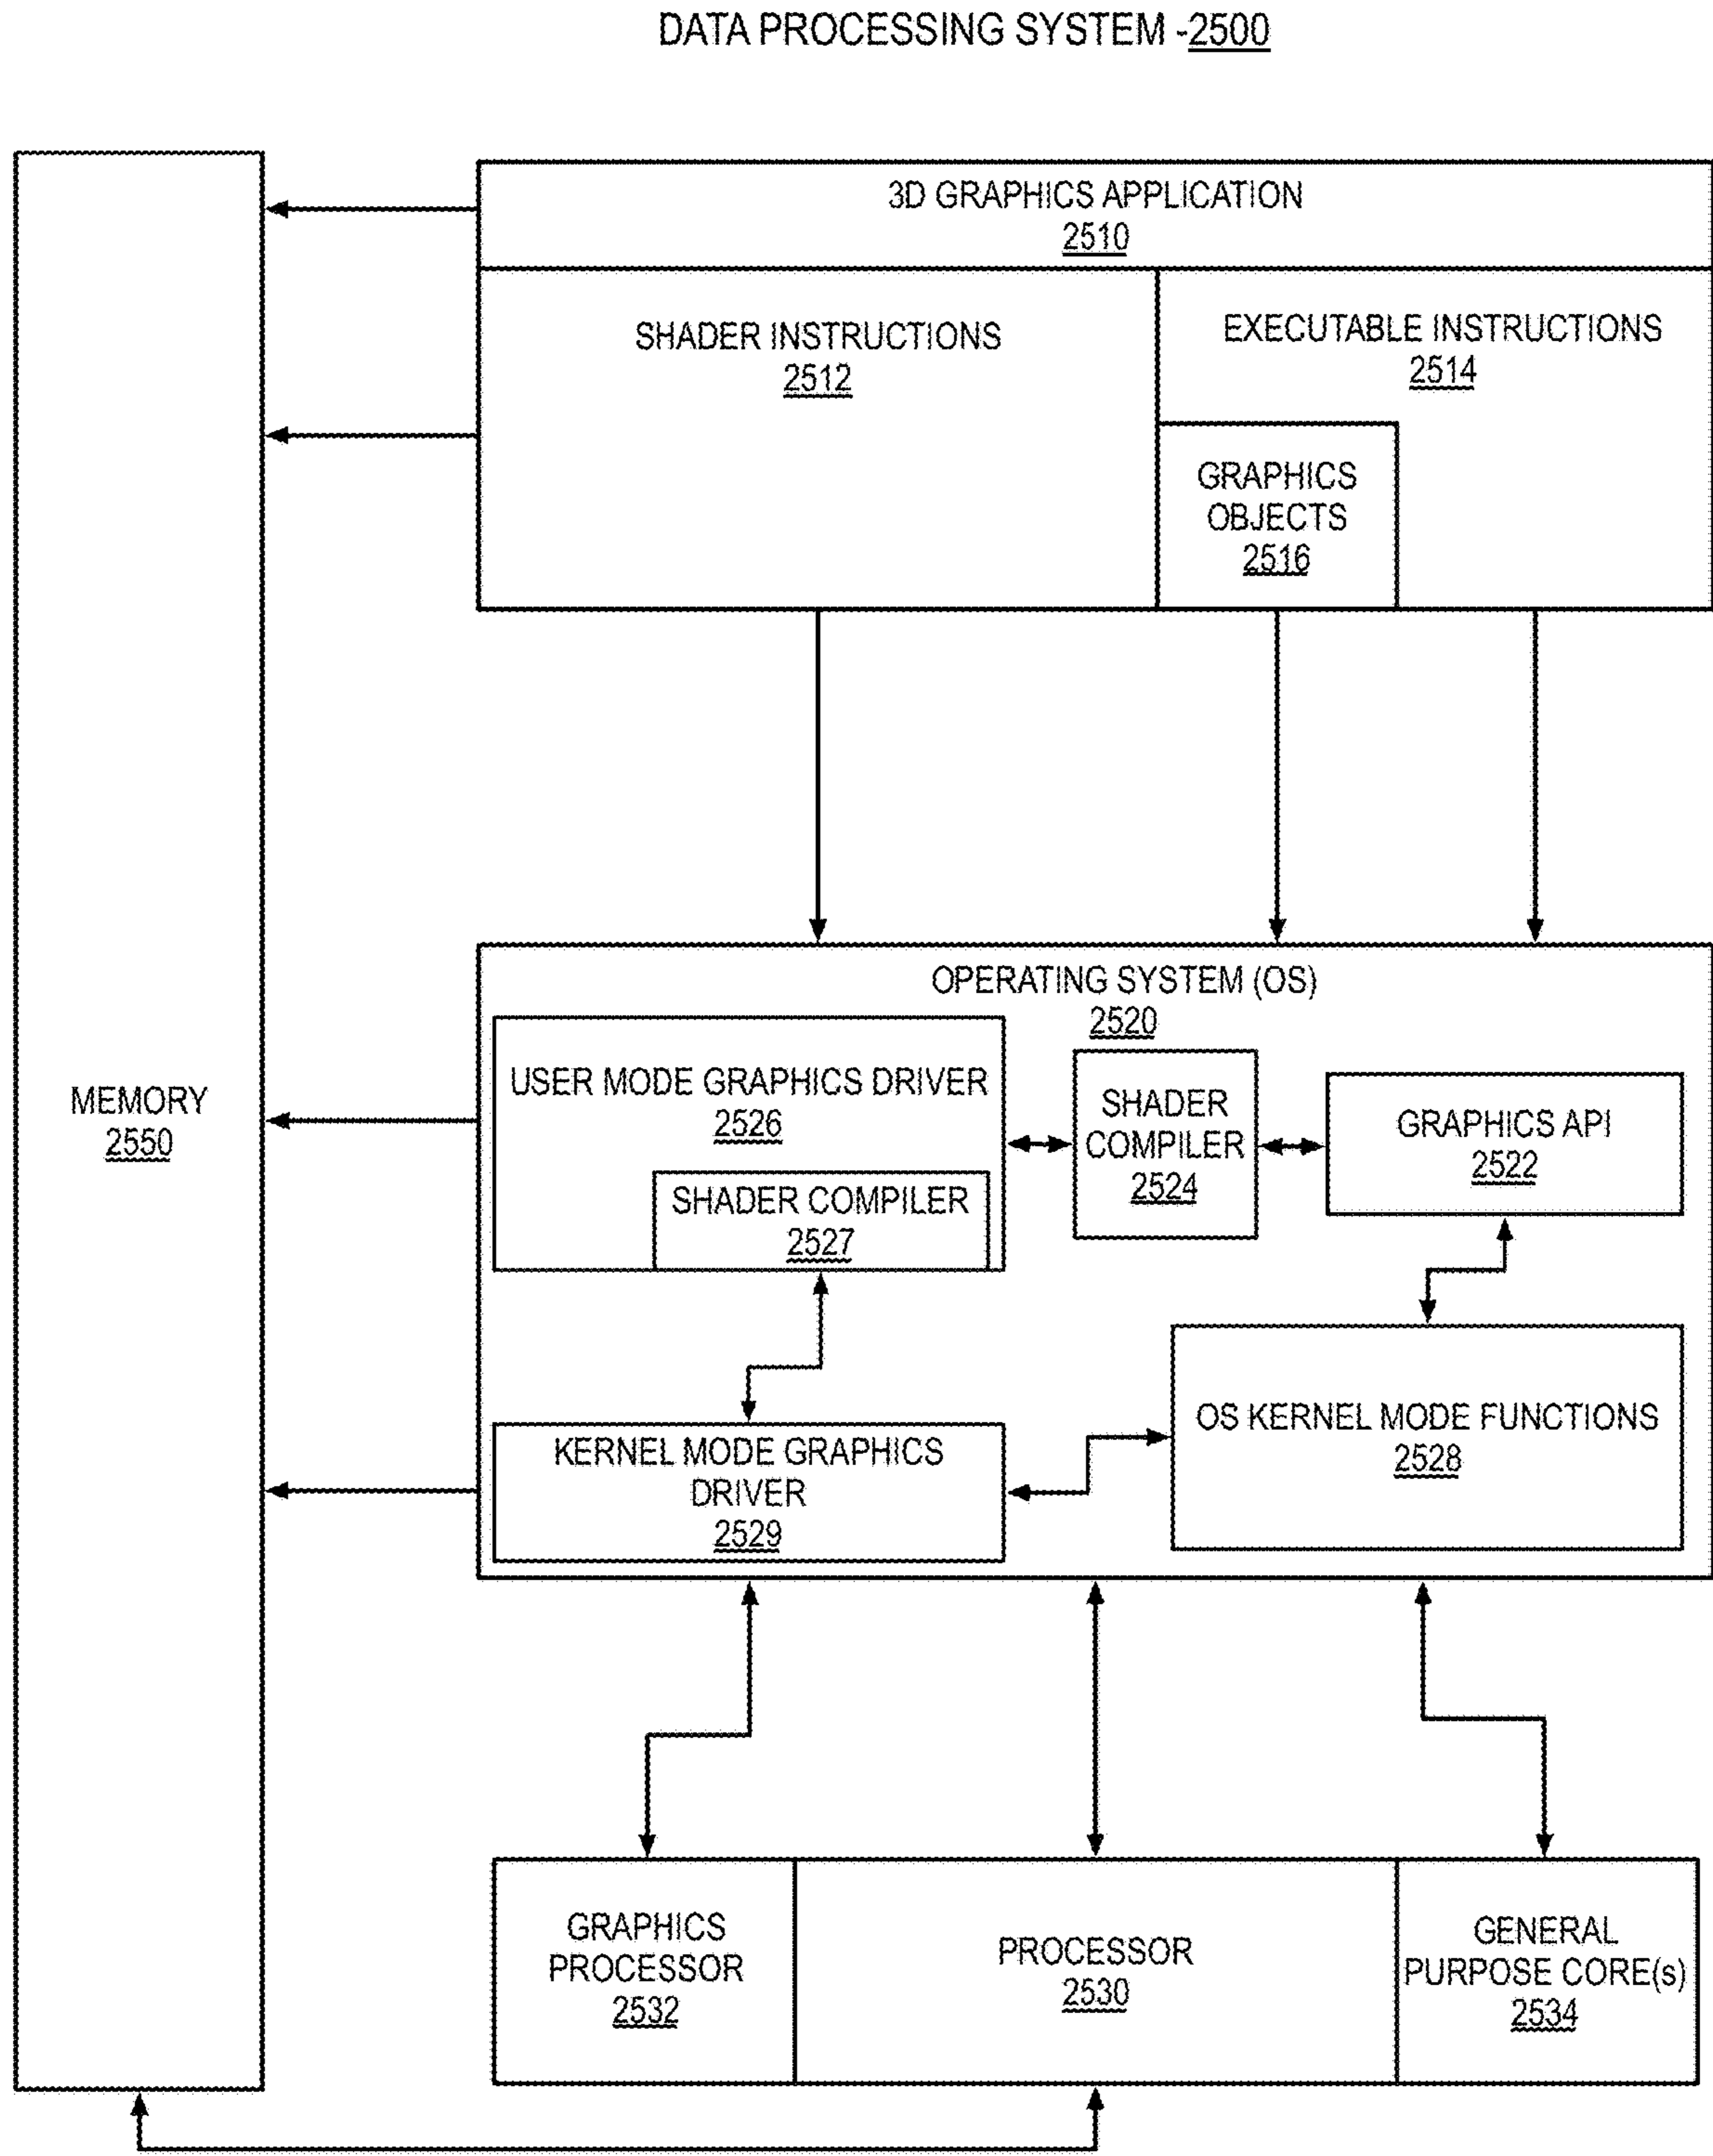 DATA PROCESSING SYSTEM -2500
3D GRAPHICS APPLICATION
2510
SHADER INSTRUCTIONS
2512
EXECUTABLE INSTRUCTIONS
2514
GRAPHICS
OBJECTS
2516
MEMORY
2550
OPERATING SYSTEM (OS)
2520
USER MODE GRAPHICS DRIVER
2526
SHADER COMPILER
2527
SHADER
COMPILER
2524
GRAPHICS API
2522
KERNEL MODE GRAPHICS
DRIVER
2529
OS KERNEL MODE FUNCTIONS
2528
GRAPHICS
PROCESSOR
2532
PROCESSOR
2530
GENERAL
PURPOSE CORE(s)
2534